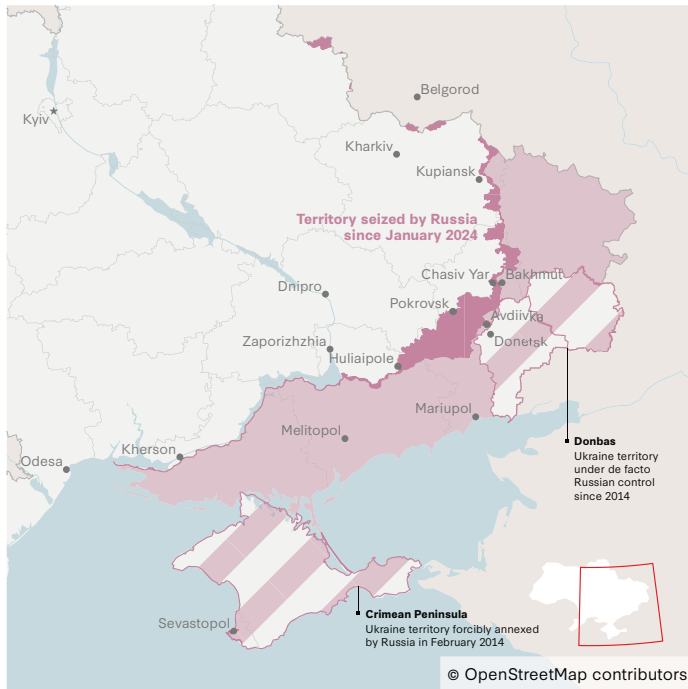 Belgorod
Kyiv
Kharkiv
Kupiansk
Territory seized by Russia
since January 2024
Chasiv Yar
Bakhmut
Dnipro
Pokrovsk
Avdiivka
Zaporizhzhia
Donetsk
Huliaipole
Mariupol
Melitopol
Kherson
Odesa
Donbas
Ukraine territory
under de facto
Russian control
since 2014
Sevastopol
Crimean Peninsula
Ukraine territory forcibly annexed
by Russia in February 2014
© OpenStreetMap contributors